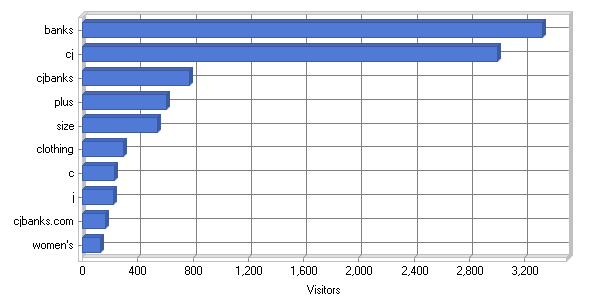 banks
cj
cjbanks
plus
size
clothing
c
j
cjbanks.com
women's
0 400 800 1,200 1,600 2,000 2,400 2,800 3,200
Visitors